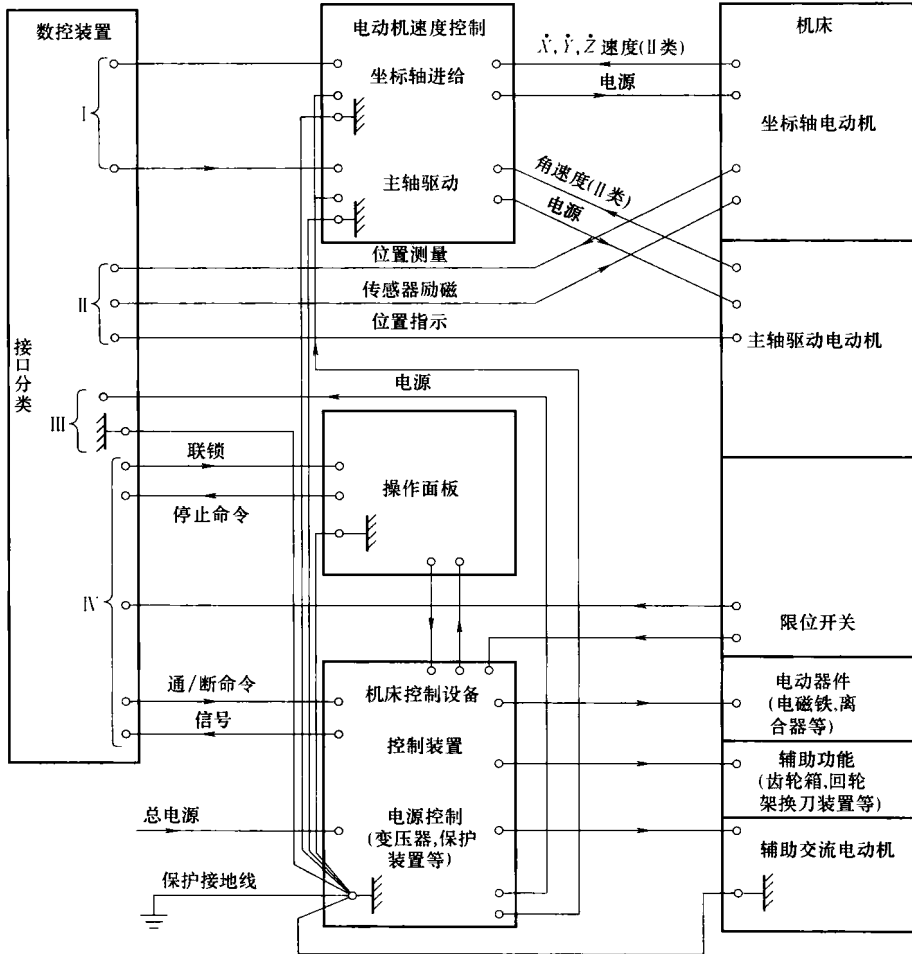 数控装置
电动机速度控制
机床
Ẋ, Ẏ, Ż 速度(II类)
坐标轴进给
电源
I
坐标轴电动机
主轴驱动
角速度(II类)
电源
位置测量
II
传感器励磁
位置指示
主轴驱动电动机
接口分类
电源
III
联锁
操作面板
停止命令
IV
限位开关
通/断命令
机床控制设备
电动器件
(电磁铁,离
合器等)
信号
控制装置
辅助功能
(齿轮箱,回轮
架换刀装置等)
总电源
电源控制
(变压器,保护
装置等)
辅助交流电动机
保护接地线